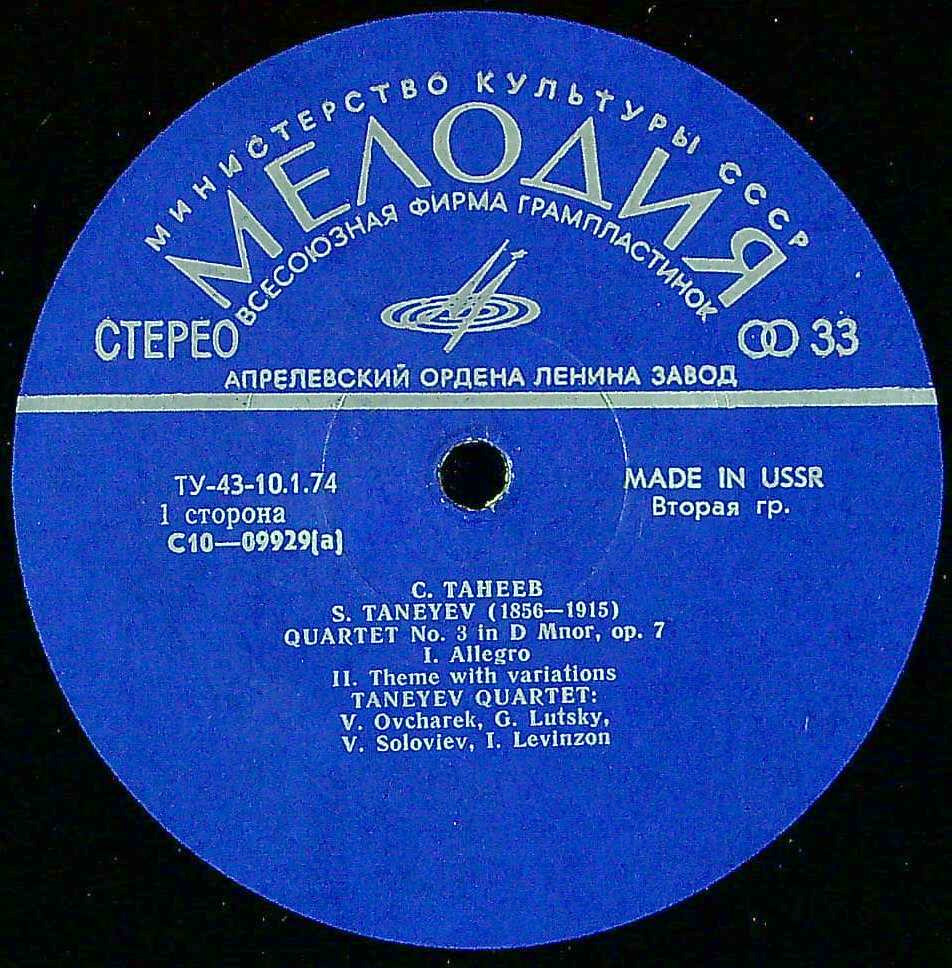 МИНИСТЕРСТВО КУЛЬТУРЫ СССР
МЕЛОДИЯ
ВСЕСОЮЗНАЯ ФИРМА ГРАМПЛАСТИНОК
СТЕРЕО
33
АПРЕЛЕВСКИЙ ОРДЕНА ЛЕНИНА ЗАВОД
ТУ-43-10.1.74
1 сторона
С10—09929(а)
MADE IN USSR
Вторая гр.
С. ТАНЕЕВ
S. TANEYEV (1856—1915)
QUARTET No. 3 in D Mnor, op. 7
I. Allegro
II. Theme with variations
TANEYEV QUARTET:
V. Ovcharek, G. Lutsky,
V. Soloviev, I. Levinzon